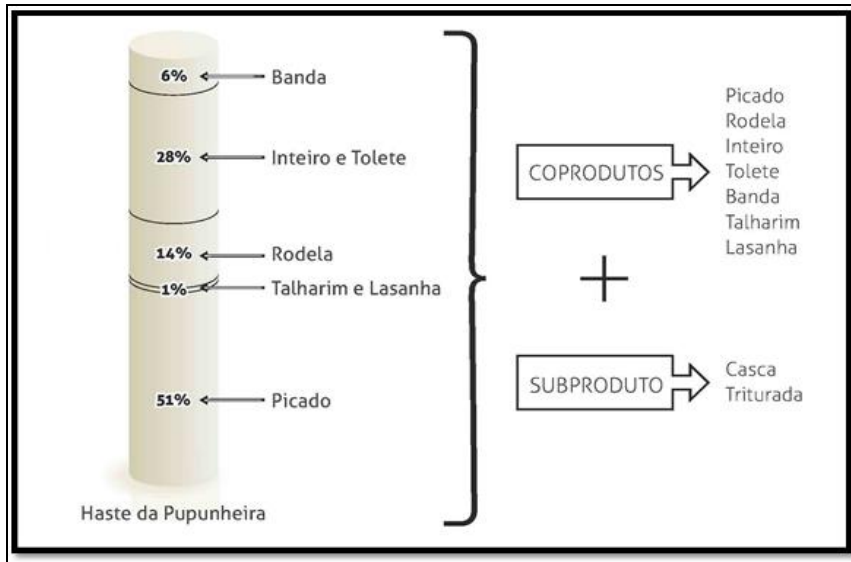 6% Banda
28% Inteiro e Tolete
14% Rodela
1% Talharim e Lasanha
51% Picado
Haste da Pupunheira
COPRODUTOS
Picado
Rodela
Inteiro
Tolete
Banda
Talharim
Lasanha
+
SUBPRODUTO
Casca
Triturada